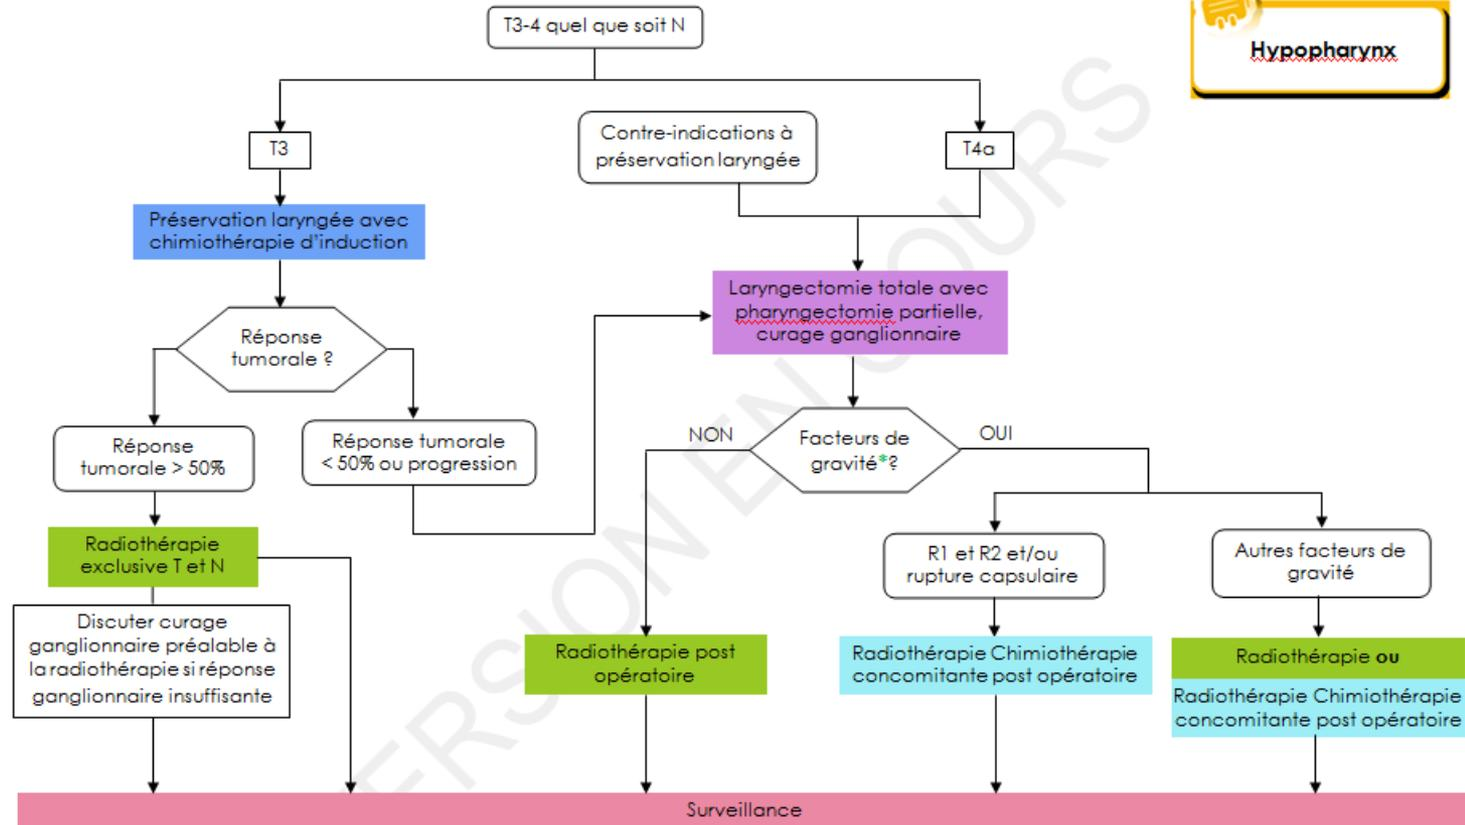 T3-4 quel que soit N
Hypopharynx
T3
Contre-indications à
préservation laryngée
T4a
Préservation laryngée avec
chimiothérapie d'induction
Laryngectomie totale avec
pharyngectomie partielle,
curage ganglionnaire
Réponse
tumorale ?
Réponse
tumorale > 50%
Réponse tumorale
< 50% ou progression
NON
Facteurs de
gravité*?
OUI
Radiothérapie
exclusive T et N
R1 et R2 et/ou
rupture capsulaire
Autres facteurs de
gravité
Discuter curage
ganglionnaire préalable à
la radiothérapie si réponse
ganglionnaire insuffisante
Radiothérapie post
opératoire
Radiothérapie Chimiothérapie
concomitante post opératoire
Radiothérapie ou
Radiothérapie Chimiothérapie
concomitante post opératoire
Surveillance
ERSION EN COURS